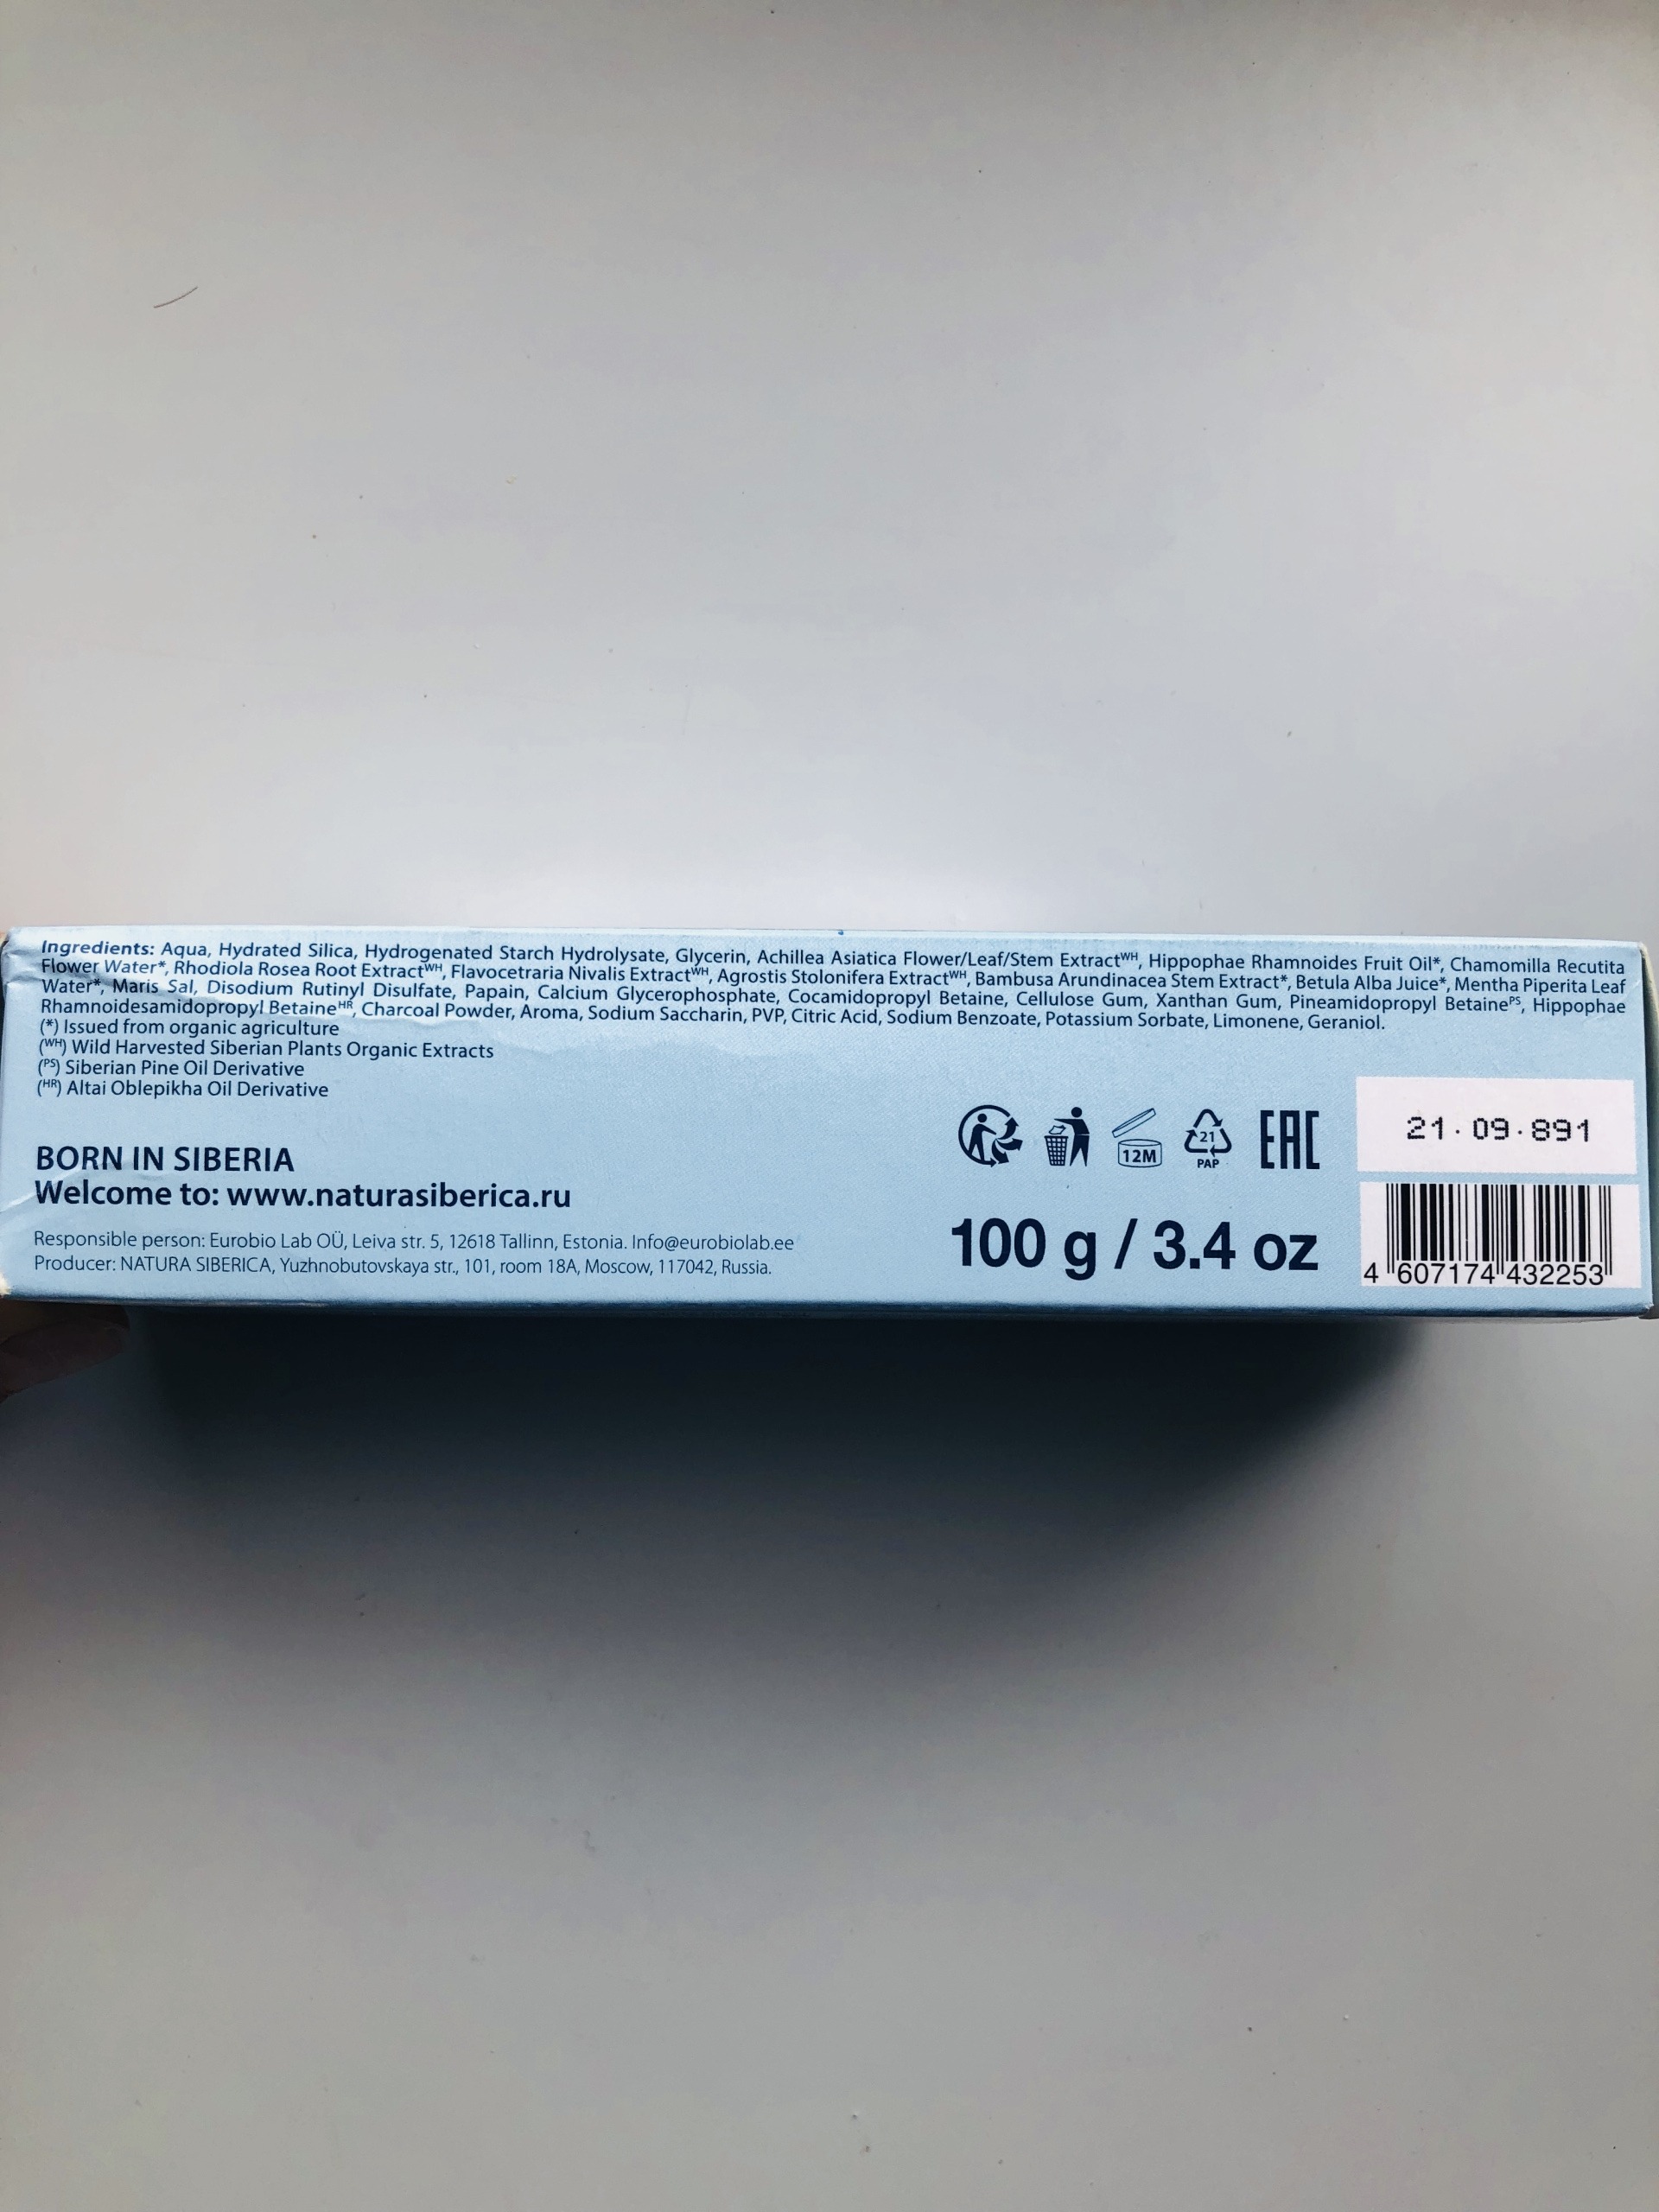 Ingredients: Aqua, Hydrated Silica, Hydrogenated Starch Hydrolysate, Glycerin, Achillea Asiatica Flower/Leaf/Stem Extract(WH), Hippophae Rhamnoides Fruit Oil*, Chamomilla Recutita
Flower Water*, Rhodiola Rosea Root Extract(WH), Flavocetraria Nivalis Extract(WH), Agrostis Stolonifera Extract(WH), Bambusa Arundinacea Stem Extract*, Betula Alba Juice*, Mentha Piperita Leaf
Water*, Maris Sal, Disodium Rutinyl Disulfate, Papain, Calcium Glycerophosphate, Cocamidopropyl Betaine, Cellulose Gum, Xanthan Gum, Pineamidopropyl Betaine(PS), Hippophae
Rhamnoidesamidopropyl Betaine(HR), Charcoal Powder, Aroma, Sodium Saccharin, PVP, Citric Acid, Sodium Benzoate, Potassium Sorbate, Limonene, Geraniol.
(*) Issued from organic agriculture
(WH) Wild Harvested Siberian Plants Organic Extracts
(PS) Siberian Pine Oil Derivative
(HR) Altai Oblepikha Oil Derivative
BORN IN SIBERIA
Welcome to: www.naturasiberica.ru
Responsible person: Eurobio Lab OÜ, Leiva str. 5, 12618 Tallinn, Estonia. Info@eurobiolab.ee
Producer: NATURA SIBERICA, Yuzhnobutovskaya str., 101, room 18A, Moscow, 117042, Russia.
12M
21
PAP
EAC
100 g / 3.4 oz
21.09.891
4 607174 432253